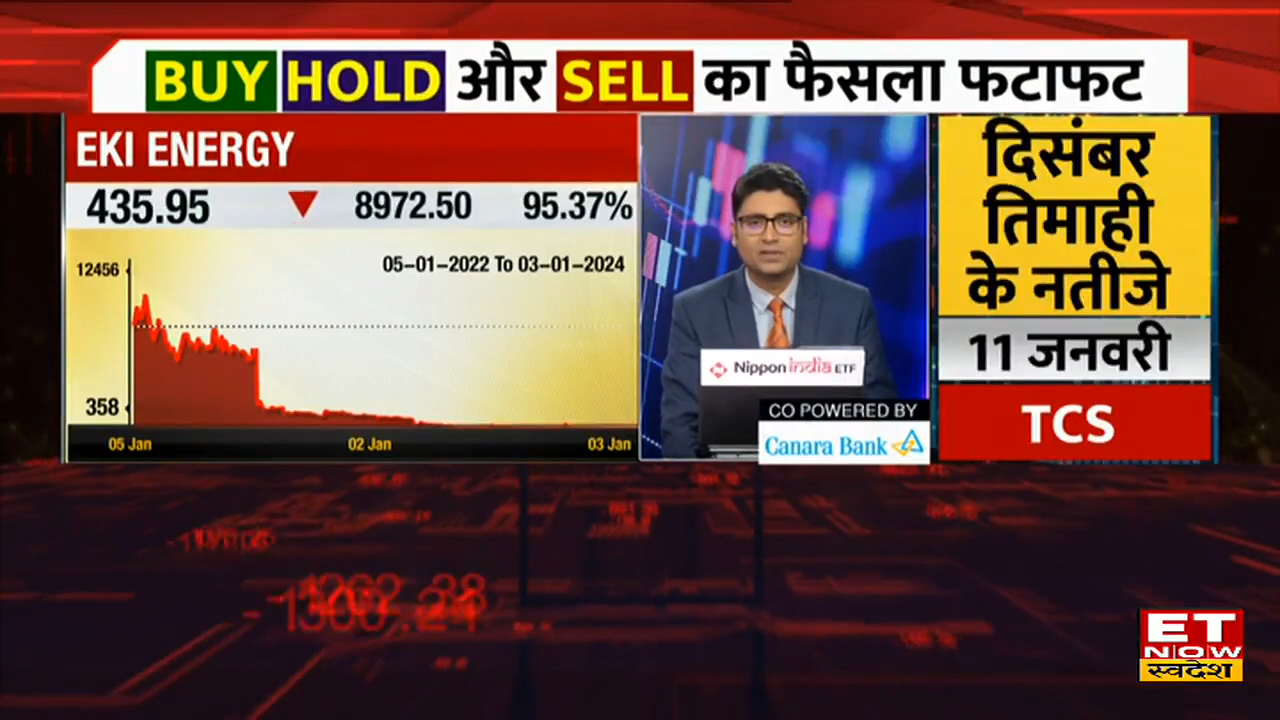 BUY HOLD और SELL का फैसला फटाफट
EKI ENERGY
435.95 ▼ 8972.50 95.37%
05-01-2022 To 03-01-2024
12456
358
05 Jan 02 Jan 03 Jan
Nippon india ETF
CO POWERED BY
Canara Bank
दिसंबर
तिमाही
के नतीजे
11 जनवरी
TCS
ET
NOW
स्वदेश